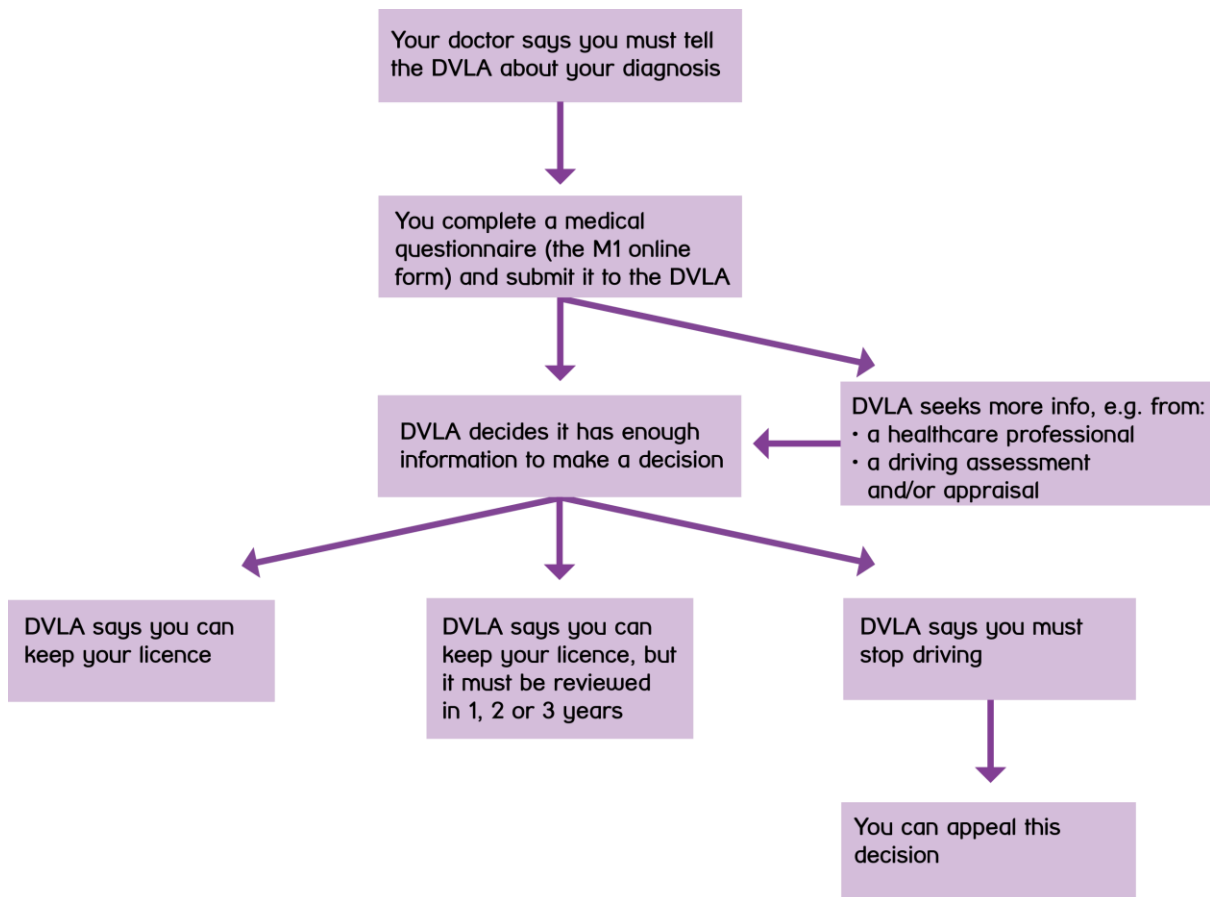 Your doctor says you must tell
the DVLA about your diagnosis
You complete a medical
questionnaire (the M1 online
form) and submit it to the DVLA
DVLA decides it has enough
information to make a decision
DVLA seeks more info, e.g. from:
· a healthcare professional
· a driving assessment
and/or appraisal
DVLA says you can
keep your licence
DVLA says you can
keep your licence, but
it must be reviewed
in 1, 2 or 3 years
DVLA says you must
stop driving
You can appeal this
decision